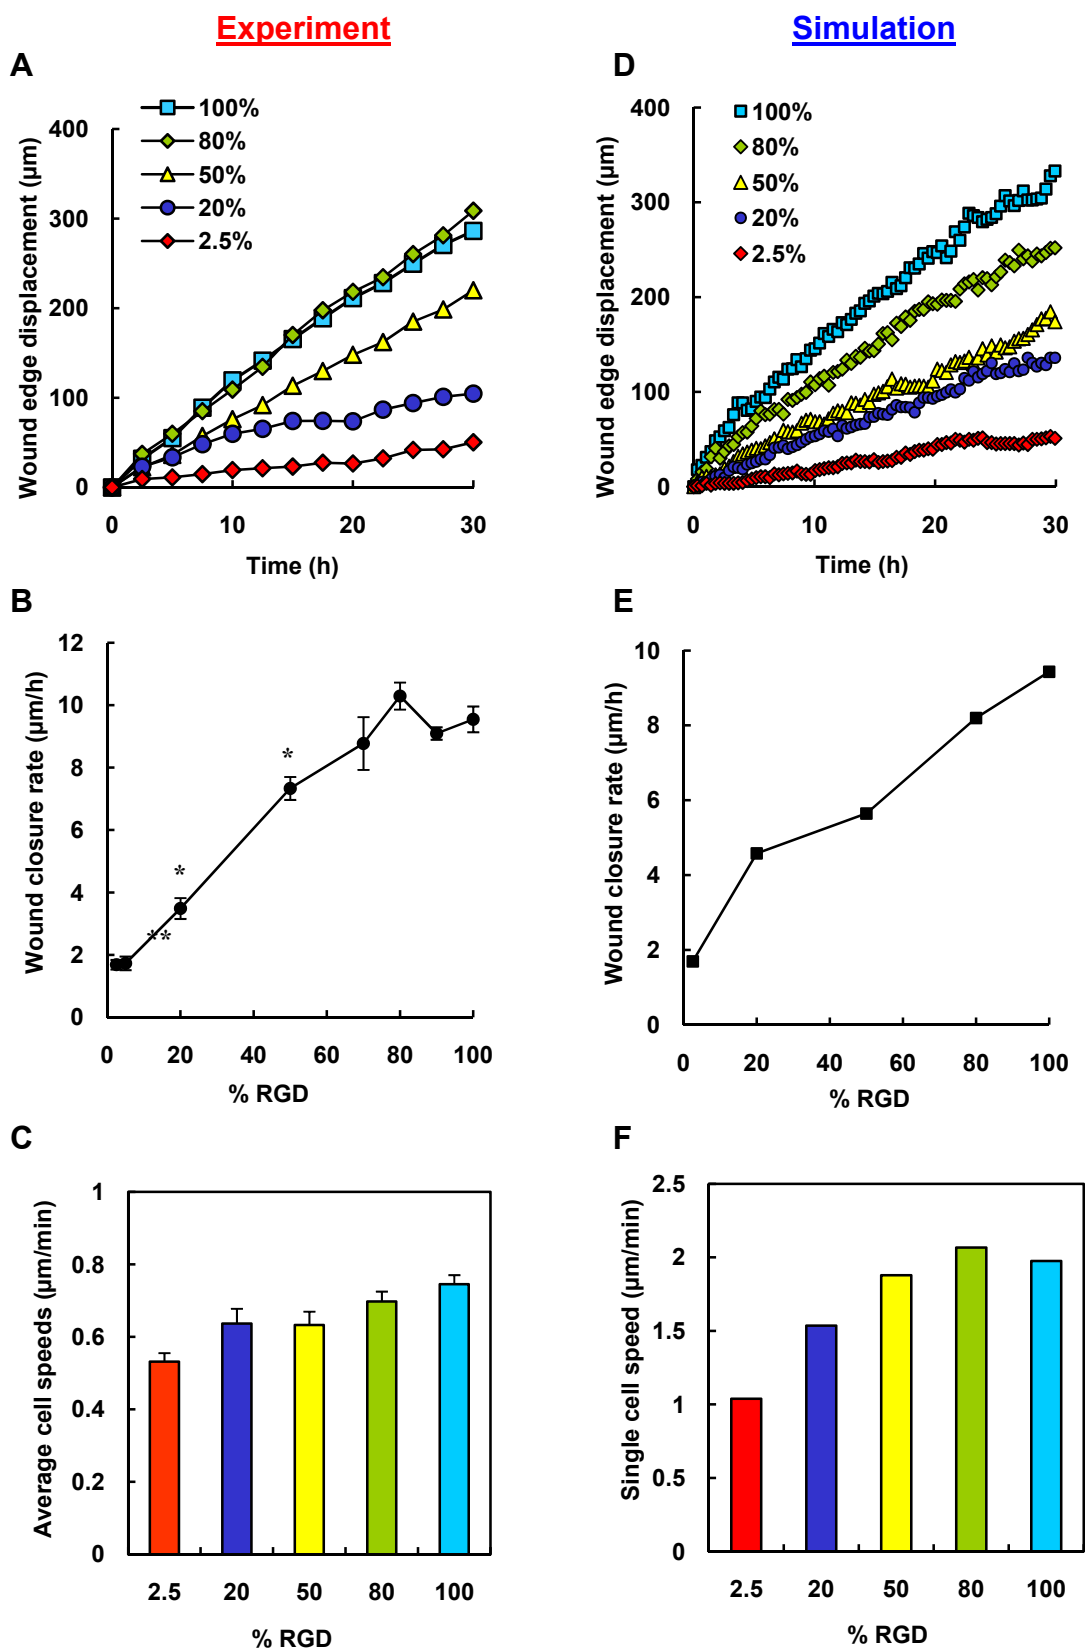 Experiment
Simulation
A
100%
80%
50%
20%
2.5%
400
300
200
100
0
0 10 20 30
Wound edge displacement (µm)
Time (h)
D
100%
80%
50%
20%
2.5%
400
300
200
100
0
0 10 20 30
Wound edge displacement (µm)
Time (h)
B
12
10
8
6
4
2
0
0 20 40 60 80 100
Wound closure rate (µm/h)
*
*
**
% RGD
E
10
8
6
4
2
0
0 20 40 60 80 100
Wound closure rate (µm/h)
% RGD
C
1
0.8
0.6
0.4
0.2
0
2.5 20 50 80 100
Average cell speeds (µm/min)
% RGD
F
2.5
2
1.5
1
0.5
0
2.5 20 50 80 100
Single cell speed (µm/min)
% RGD